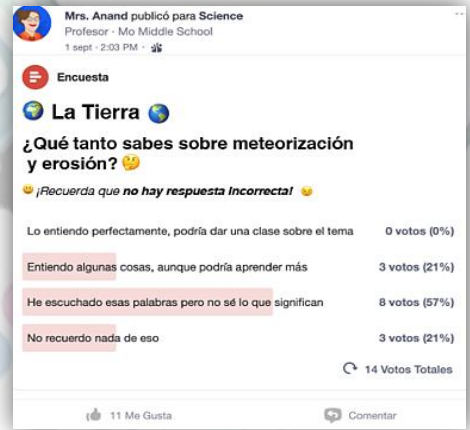 Mrs. Anand publicó para Science
Profesor · Mo Middle School
1 sept · 2:03 PM ·
Encuesta
La Tierra
¿Qué tanto sabes sobre meteorización
y erosión?
¡Recuerda que no hay respuesta incorrecta!
Lo entiendo perfectamente, podría dar una clase sobre el tema 0 votos (0%)
Entiendo algunas cosas, aunque podría aprender más 3 votos (21%)
He escuchado esas palabras pero no sé lo que significan 8 votos (57%)
No recuerdo nada de eso 3 votos (21%)
14 Votos Totales
11 Me Gusta Comentar